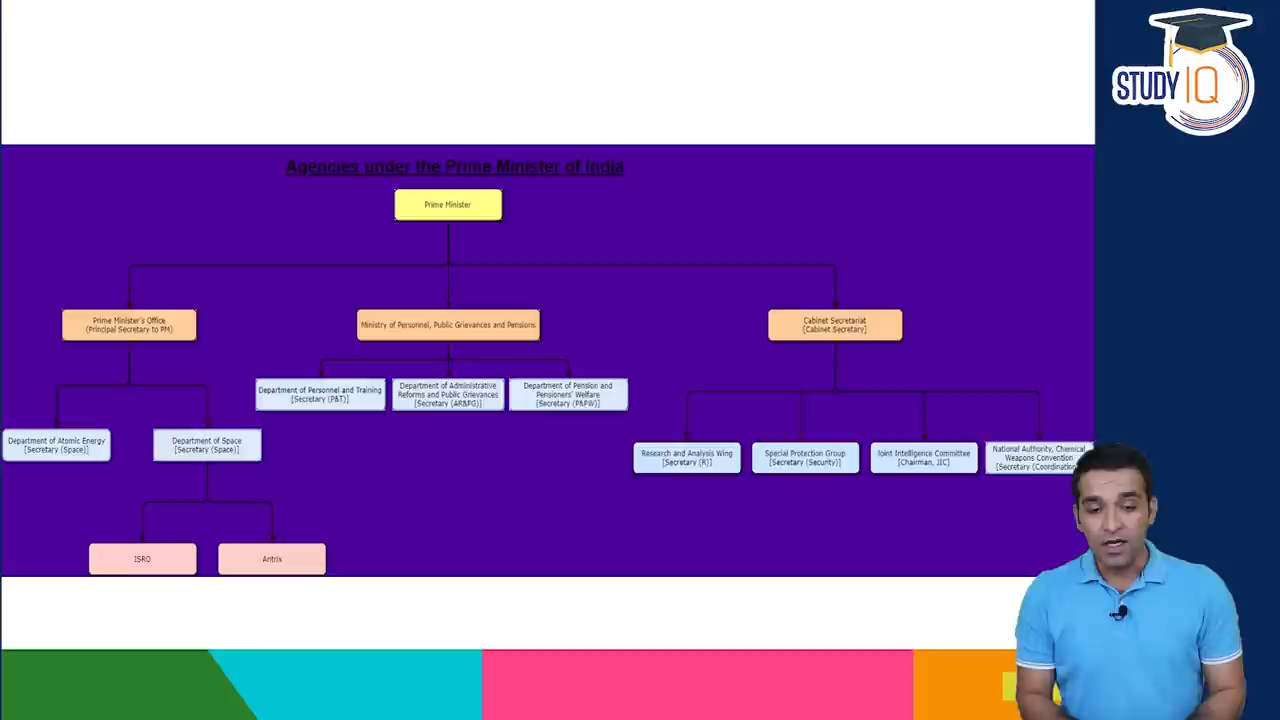 STUDY IQ
Agencies under the Prime Minister of India
Prime Minister
Prime Minister's Office
(Principal Secretary to PM)
Ministry of Personnel, Public Grievances and Pensions
Cabinet Secretariat
[Cabinet Secretary]
Department of Personnel and Training
[Secretary (P&T)]
Department of Administrative
Reforms and Public Grievances
[Secretary (AR&PG)]
Department of Pension and
Pensioners' Welfare
[Secretary (P&PW)]
Department of Atomic Energy
[Secretary (Space)]
Department of Space
[Secretary (Space)]
Research and Analysis Wing
[Secretary (R)]
Special Protection Group
[Secretary (Security)]
Joint Intelligence Committee
[Chairman, JIC]
National Authority, Chemical
Weapons Convention
[Secretary (Coordination
ISRO
Antrix